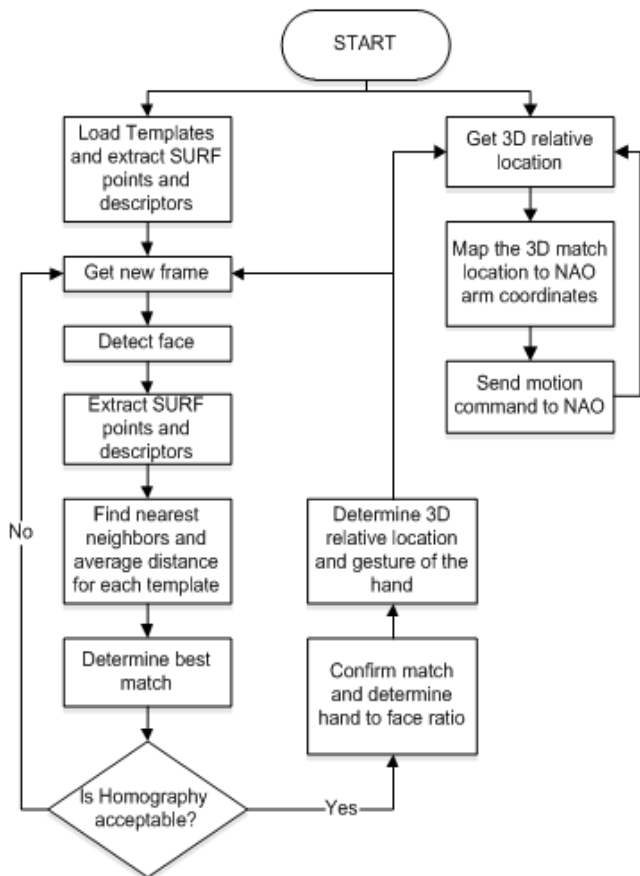 START
Load Templates
and extract SURF
points and
descriptors
Get new frame
Detect face
Extract SURF
points and
descriptors
Find nearest
neighbors and
average distance
for each template
Determine best
match
Is Homography
acceptable?
No
Yes
Confirm match
and determine
hand to face ratio
Determine 3D
relative location
and gesture of the
hand
Get 3D relative
location
Map the 3D match
location to NAO
arm coordinates
Send motion
command to NAO